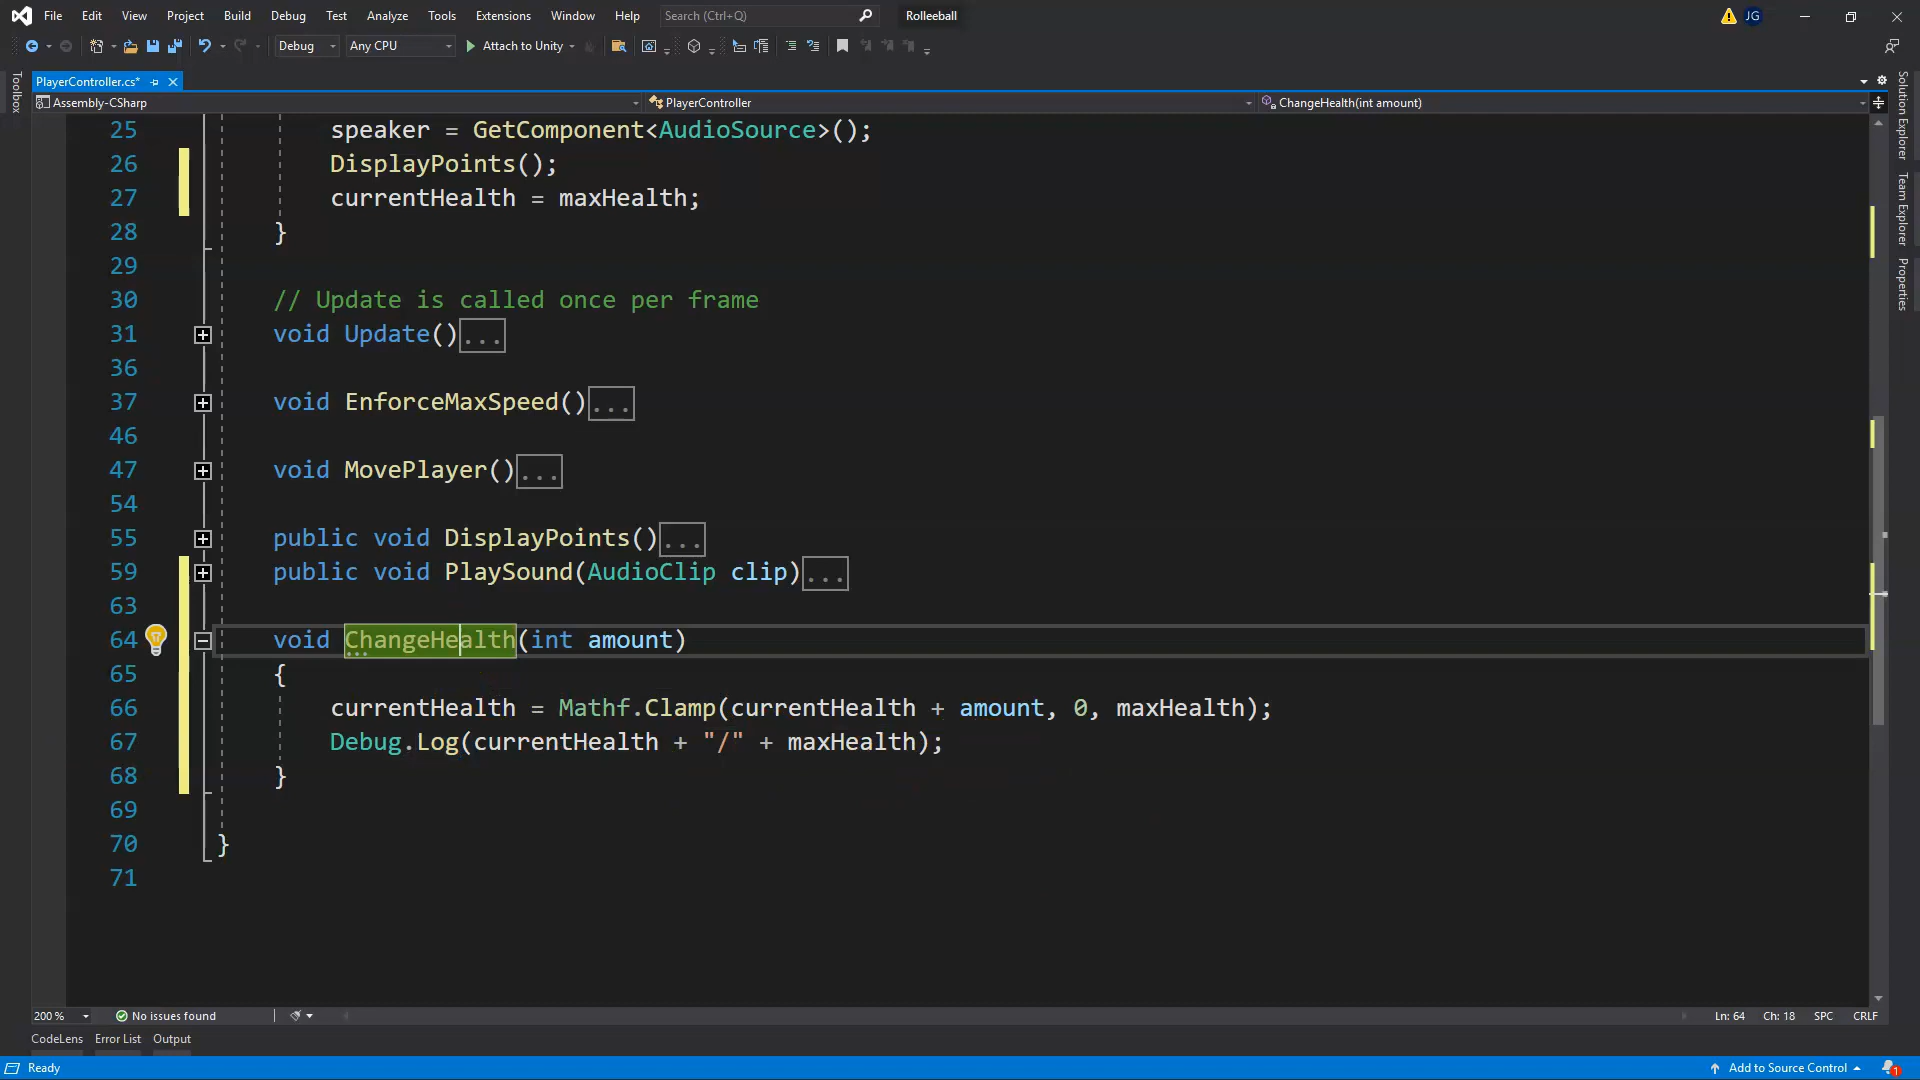 File Edit View Project Build Debug Test Analyze Tools Extensions Window Help Search (Ctrl+Q) Rolleeball JG
Debug Any CPU Attach to Unity
Toolbox
PlayerController.cs*
Assembly-CSharp PlayerController ChangeHealth(int amount)
25 speaker = GetComponent<AudioSource>();
26 DisplayPoints();
27 currentHealth = maxHealth;
28 }
29
30 // Update is called once per frame
31 void Update()...
36
37 void EnforceMaxSpeed()...
46
47 void MovePlayer()...
54
55 public void DisplayPoints()...
59 public void PlaySound(AudioClip clip)...
63
64 void ChangeHealth(int amount)
65 {
66 currentHealth = Mathf.Clamp(currentHealth + amount, 0, maxHealth);
67 Debug.Log(currentHealth + "/" + maxHealth);
68 }
69
70 }
71
Solution Explorer
Team Explorer
Properties
200 % No issues found Ln: 64 Ch: 18 SPC CRLF
CodeLens Error List Output
Ready Add to Source Control 1